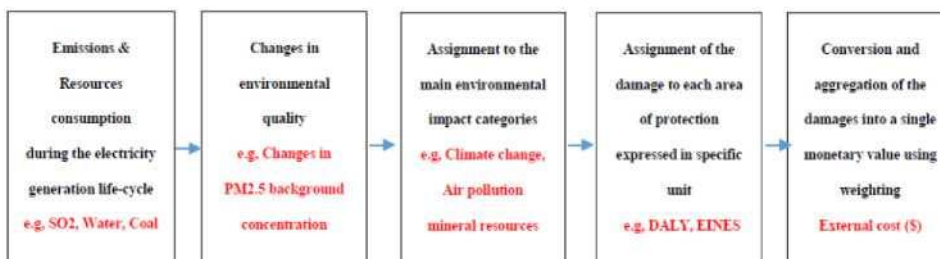 Emissions &
Resources
consumption
during the electricity
generation life-cycle
e.g, SO2, Water, Coal
Changes in
environmental
quality
e.g, Changes in
PM2.5 background
concentration
Assignment to the
main environmental
impact categories
e.g, Climate change,
Air pollution
mineral resources
Assignment of the
damage to each area
of protection
expressed in specific
unit
e.g, DALY, EINES
Conversion and
aggregation of the
damages into a single
monetary value using
weighting
External cost ($)